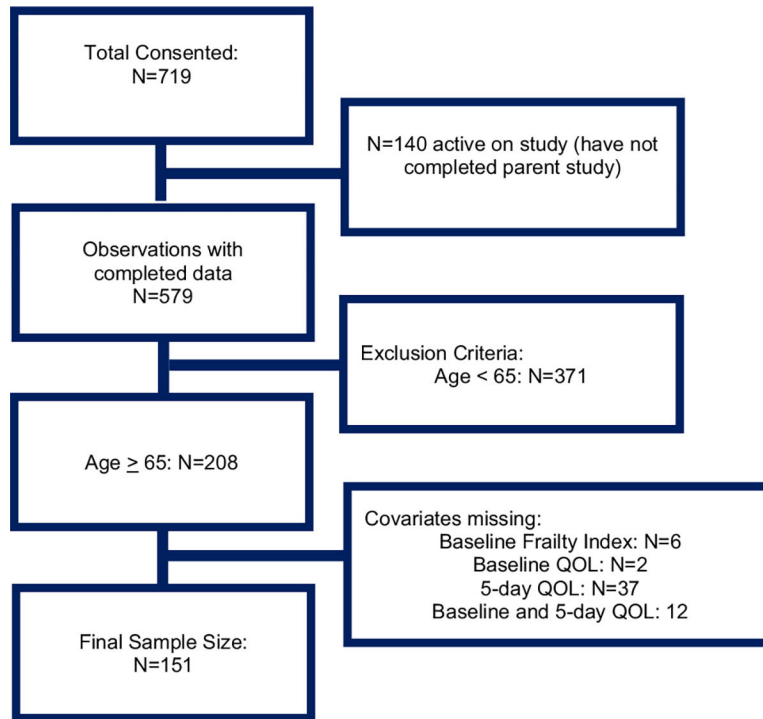 Total Consented:
N=719
N=140 active on study (have not
completed parent study)
Observations with
completed data
N=579
Exclusion Criteria:
Age < 65: N=371
Age ≥ 65: N=208
Covariates missing:
Baseline Frailty Index: N=6
Baseline QOL: N=2
5-day QOL: N=37
Baseline and 5-day QOL: 12
Final Sample Size:
N=151